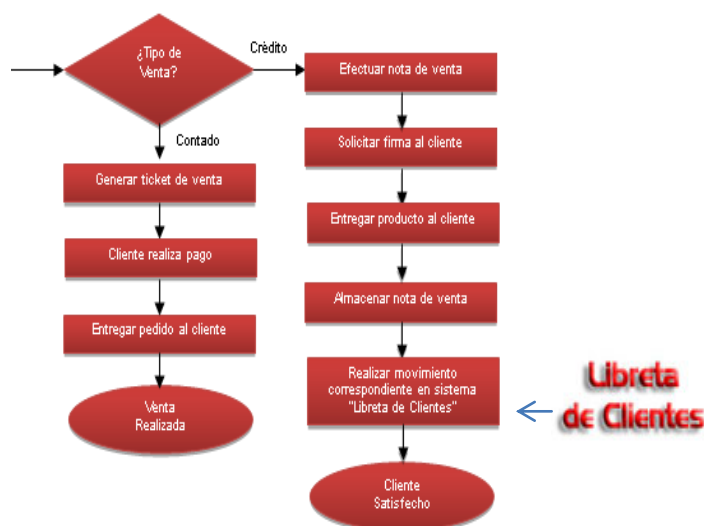 ¿Tipo de
Venta?
Crèdito
Contado
Generar ticket de venta
Cliente realiza pago
Entregar pedido al cliente
Venta
Realizada
Efectuar nota de venta
Solicitar firma al cliente
Entregar producto al cliente
Almacenar nota de venta
Realizar movimiento
correspondiente en sistema
"Libreta de Clientes"
Cliente
Satisfecho
Libreta
de Clientes